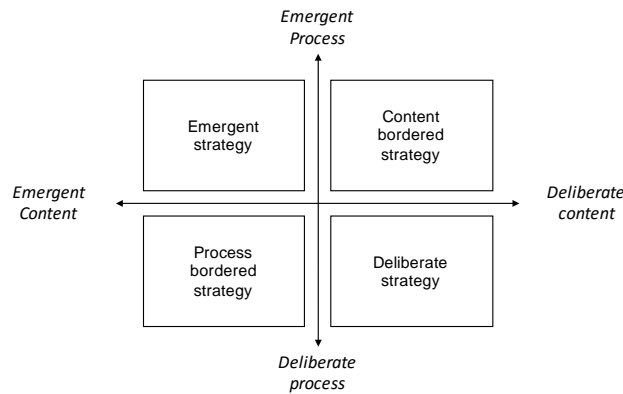 Emergent
Process
Emergent
strategy
Content
bordered
strategy
Emergent
Content
Deliberate
content
Process
bordered
strategy
Deliberate
strategy
Deliberate
process